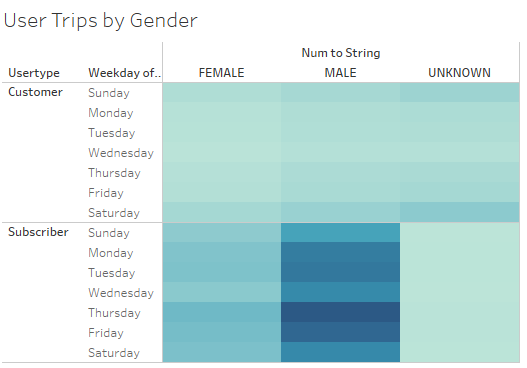 User Trips by Gender
Num to String
Usertype Weekday of.. FEMALE MALE UNKNOWN
Customer Sunday
Monday
Tuesday
Wednesday
Thursday
Friday
Saturday
Subscriber Sunday
Monday
Tuesday
Wednesday
Thursday
Friday
Saturday